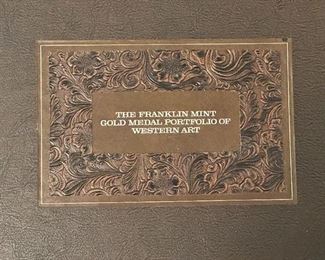 THE FRANKLIN MINT
GOLD MEDAL PORTFOLIO OF
WESTERN ART